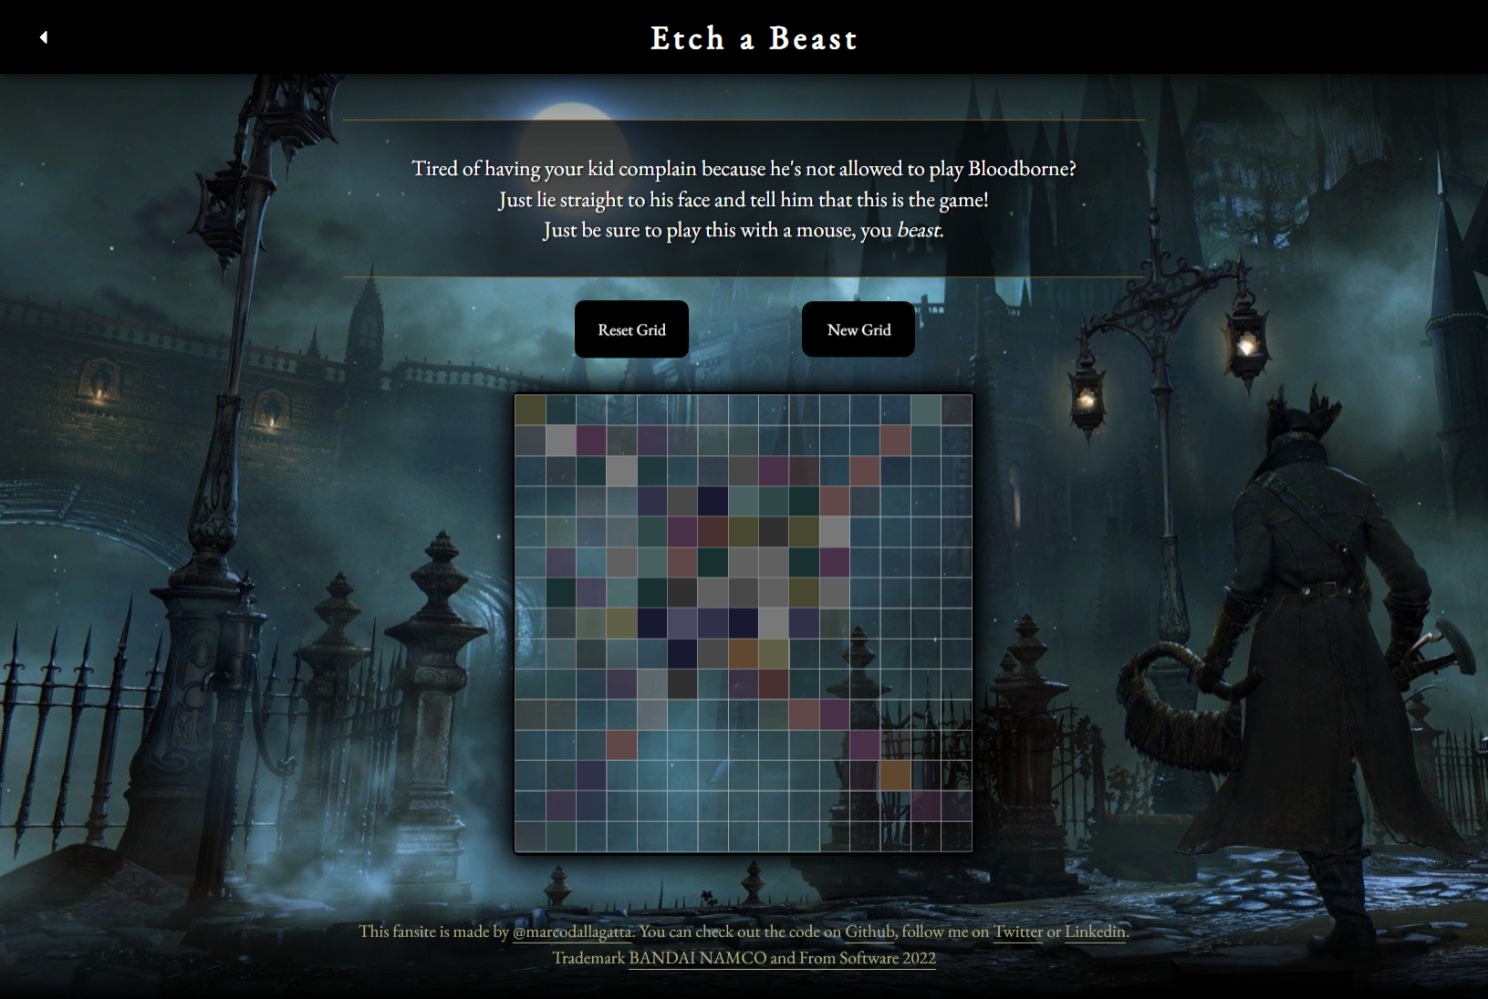 Etch a Beast
Tired of having your kid complain because he's not allowed to play Bloodborne?
Just lie straight to his face and tell him that this is the game!
Just be sure to play this with a mouse, you beast.
Reset Grid
New Grid
This fansite is made by @marcodallagatta. You can check out the code on Github, follow me on Twitter or Linkedin.
Trademark BANDAI NAMCO and From Software 2022